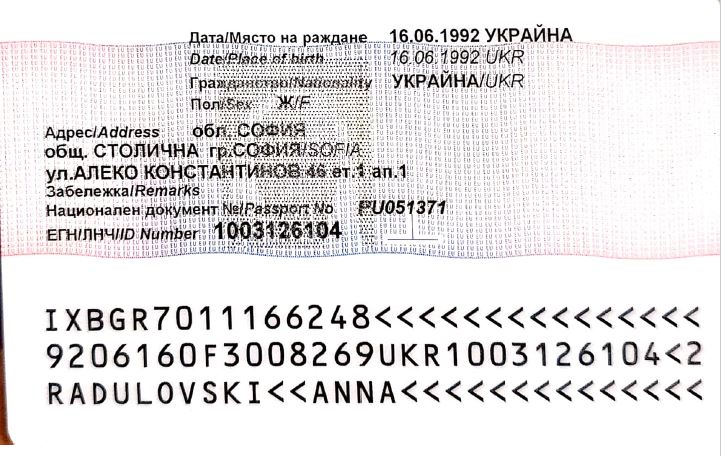 Дата/Място на раждане 16.06.1992 УКРАЙНА
Date/Place of birth 16.06.1992 UKR
Гражданство/Nationality УКРАЙНА/UKR
Пол/Sex Ж/F
Адрес/Address обл. СОФИЯ
общ. СТОЛИЧНА гр.СОФИЯ/SOFIA
ул.АЛЕКО КОНСТАНТИНОВ 46 ет.1 ап.1
Забележка/Remarks
Национален документ №/Passport No PU051371
ЕГН/ЛНЧ/ID Number 1003126104
IXBGR7011166248<<<<<<<<<<<<<<<
9206160F3008269UKR1003126104<2
RADULOVSKI<<ANNA<<<<<<<<<<<<<<